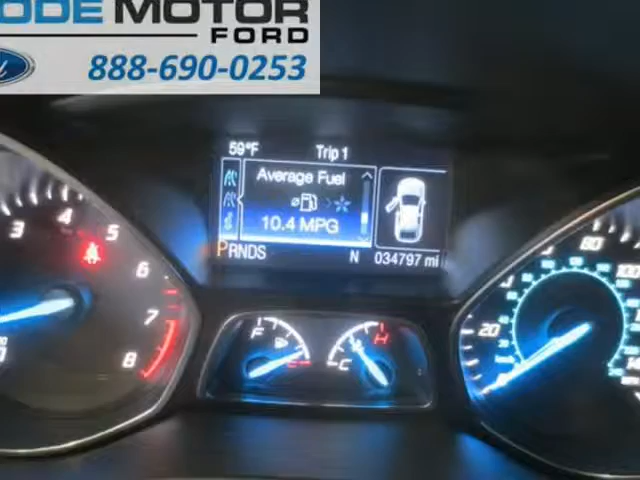 ODE MOTOR
FORD
888-690-0253
59°F Trip 1
Average Fuel
10.4 MPG
PRNDS N 034797 mi
3 4 5 6 7 8
F
C H
20 80 100